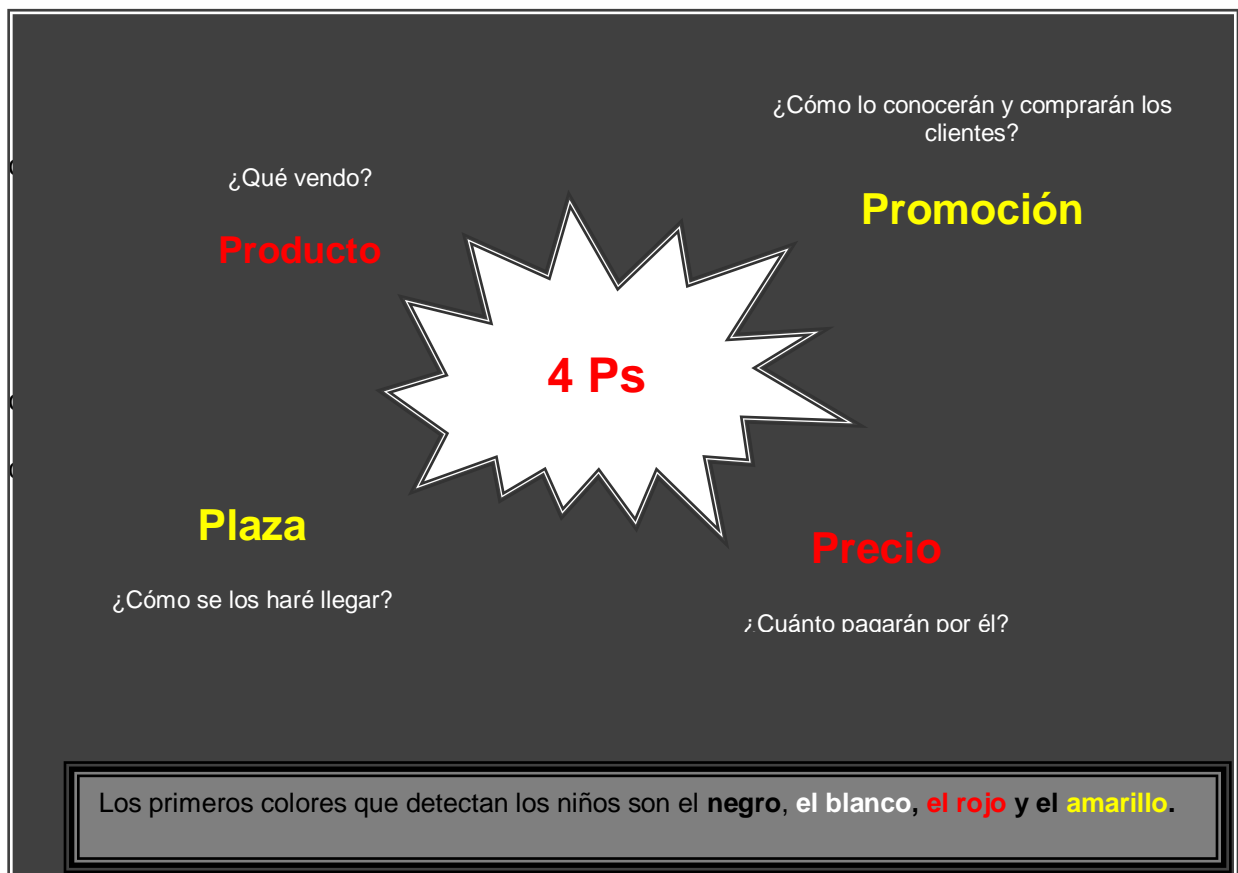 ¿Cómo lo conocerán y comprarán los
clientes?
¿Qué vendo?
Promoción
Producto
4 Ps
Plaza
Precio
¿Cómo se los haré llegar?
¿Cuánto pagarán por él?
Los primeros colores que detectan los niños son el negro, el blanco, el rojo y el amarillo.